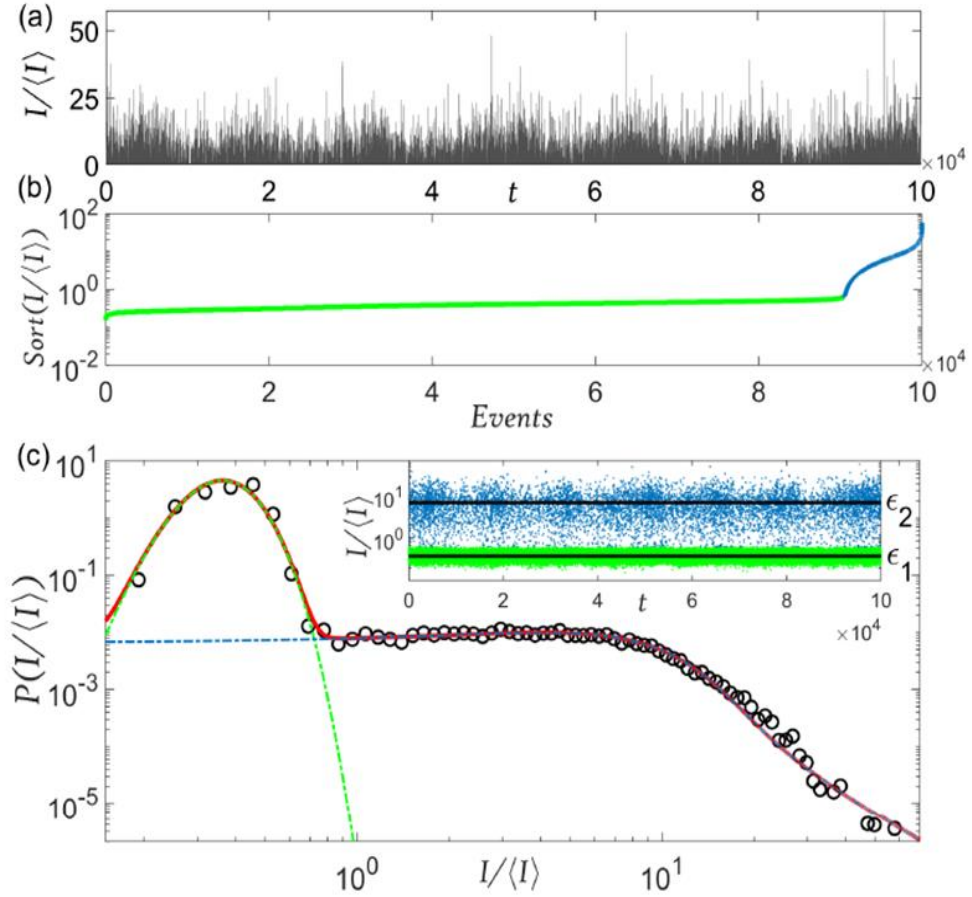 (a)
I/⟨I⟩
50
25
0
0 2 4 t 6 8 10
×10⁴
(b)
Sort(I/⟨I⟩)
10²
10⁰
10⁻²
0 2 4 6 8 10
×10⁴
Events
(c)
P(I/⟨I⟩)
10¹
10⁻¹
10⁻³
10⁻⁵
10⁰ I/⟨I⟩ 10¹
I/⟨I⟩
10¹
10⁰
ϵ₂
ϵ₁
0 2 4 t 6 8 10
×10⁴